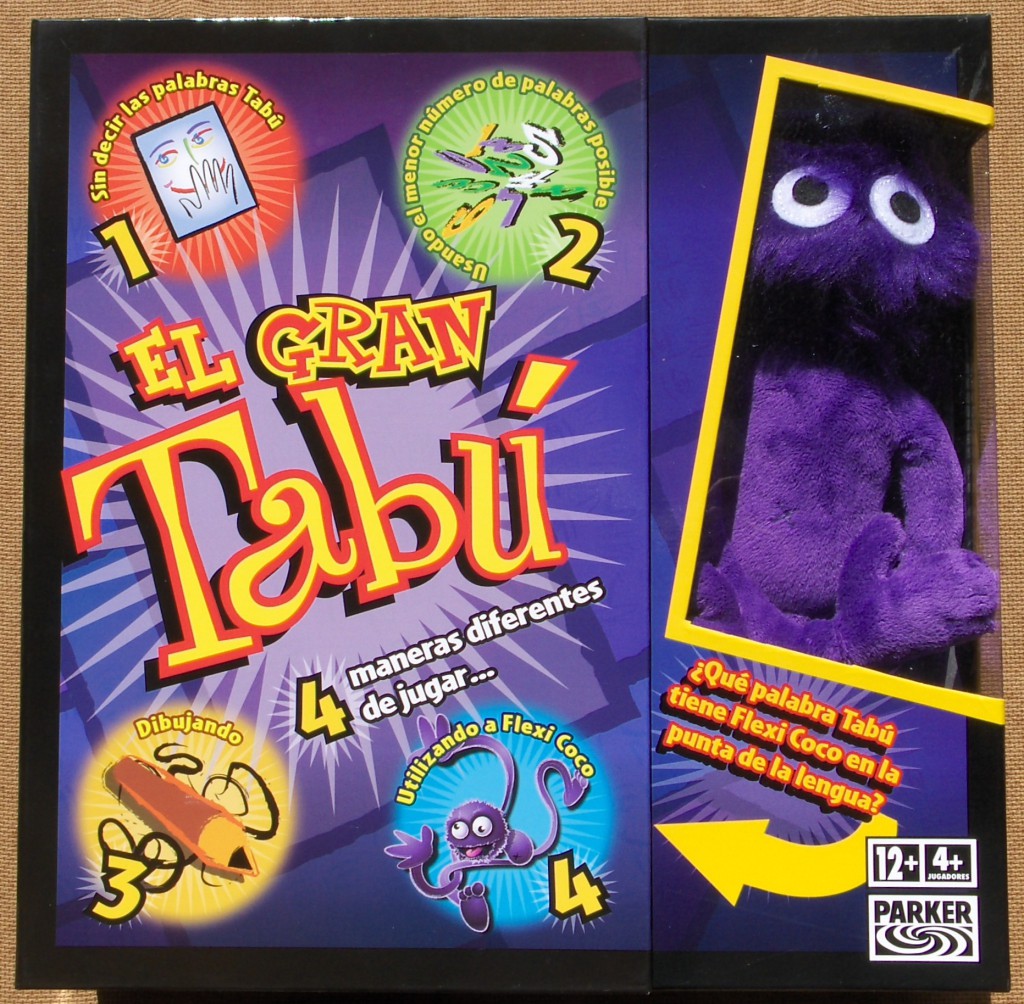 Sin decir las palabras Tabú
1
Usando el menor número de palabras posible
2
EL GRAN
Tabú
4 maneras diferentes
de jugar...
Dibujando
3
Utilizando a Flexi Coco
4
¿Qué palabra Tabú
tiene Flexi Coco en la
punta de la lengua?
12+
4+
JUGADORES
PARKER